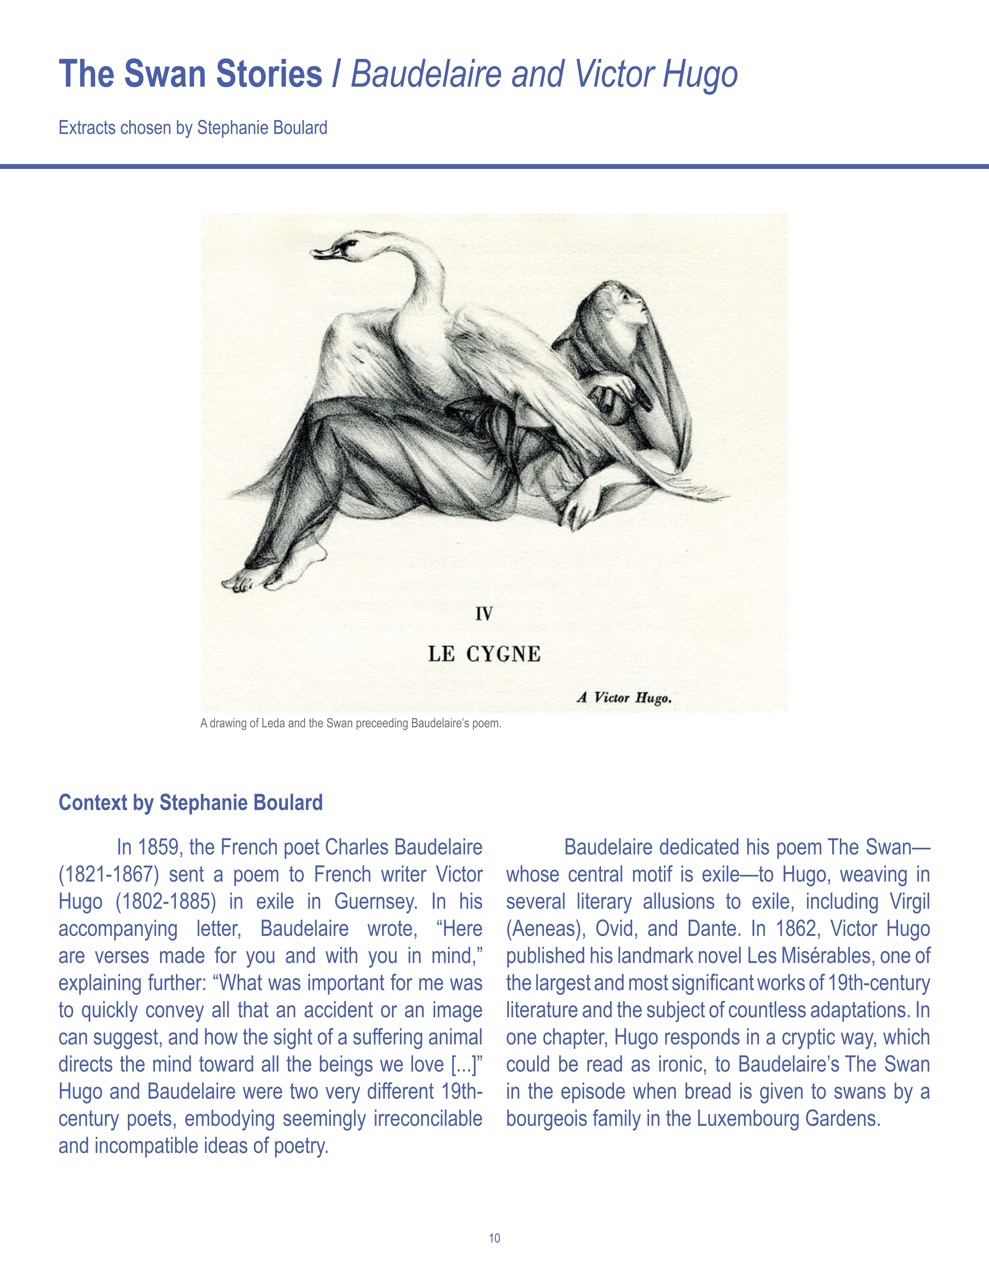 The Swan Stories / Baudelaire and Victor Hugo
Extracts chosen by Stephanie Boulard
IV
LE CYGNE
A Victor Hugo.
A drawing of Leda and the Swan preceeding Baudelaire's poem.
Context by Stephanie Boulard
In 1859, the French poet Charles Baudelaire
(1821-1867) sent a poem to French writer Victor
Hugo (1802-1885) in exile in Guernsey. In his
accompanying letter, Baudelaire wrote, “Here
are verses made for you and with you in mind,”
explaining further: “What was important for me was
to quickly convey all that an accident or an image
can suggest, and how the sight of a suffering animal
directs the mind toward all the beings we love [...]”
Hugo and Baudelaire were two very different 19th-
century poets, embodying seemingly irreconcilable
and incompatible ideas of poetry.
Baudelaire dedicated his poem The Swan—
whose central motif is exile—to Hugo, weaving in
several literary allusions to exile, including Virgil
(Aeneas), Ovid, and Dante. In 1862, Victor Hugo
published his landmark novel Les Misérables, one of
the largest and most significant works of 19th-century
literature and the subject of countless adaptations. In
one chapter, Hugo responds in a cryptic way, which
could be read as ironic, to Baudelaire's The Swan
in the episode when bread is given to swans by a
bourgeois family in the Luxembourg Gardens.
10